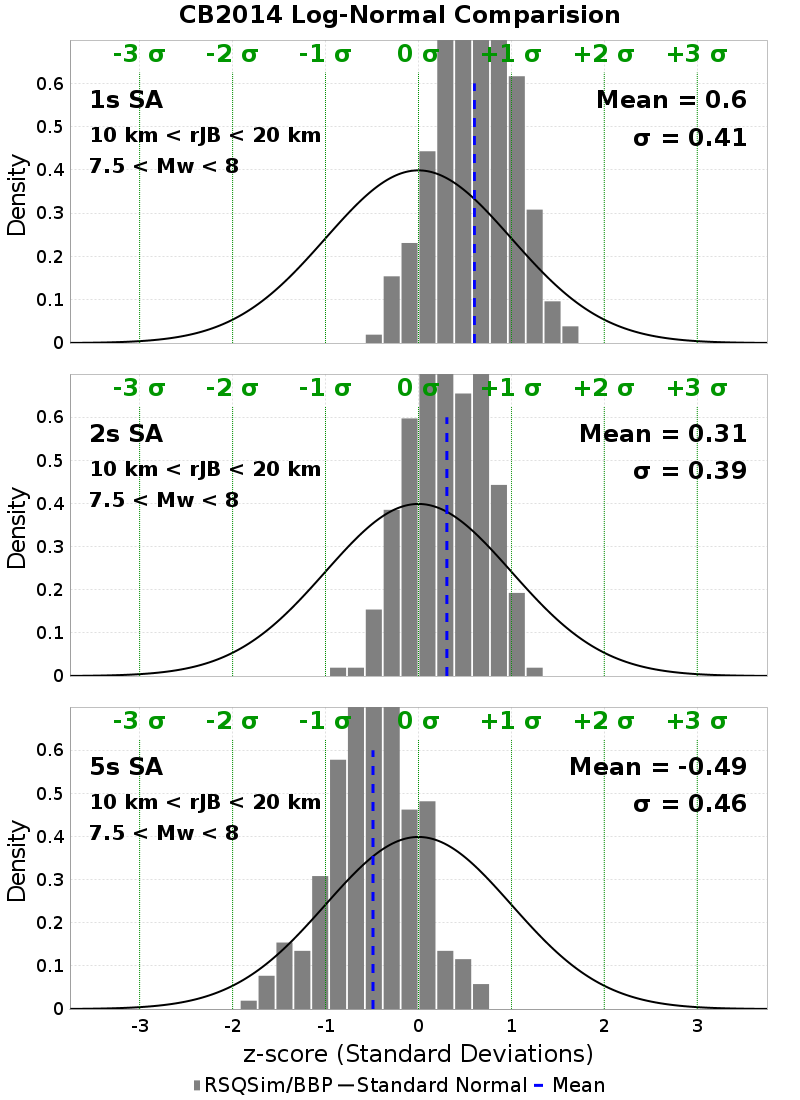 CB2014 Log-Normal Comparision
-3 σ -2 σ -1 σ 0 σ +1 σ +2 σ +3 σ
0.6
1s SA
Mean = 0.6
0.5
10 km < rJB < 20 km
σ = 0.41
7.5 < Mw < 8
0.4
0.3
0.2
0.1
0
Density
-3 σ -2 σ -1 σ 0 σ +1 σ +2 σ +3 σ
0.6
2s SA
Mean = 0.31
0.5
10 km < rJB < 20 km
σ = 0.39
7.5 < Mw < 8
0.4
0.3
0.2
0.1
0
Density
-3 σ -2 σ -1 σ 0 σ +1 σ +2 σ +3 σ
0.6
5s SA
Mean = -0.49
0.5
10 km < rJB < 20 km
σ = 0.46
7.5 < Mw < 8
0.4
0.3
0.2
0.1
0
Density
-3 -2 -1 0 1 2 3
z-score (Standard Deviations)
RSQSim/BBP Standard Normal Mean